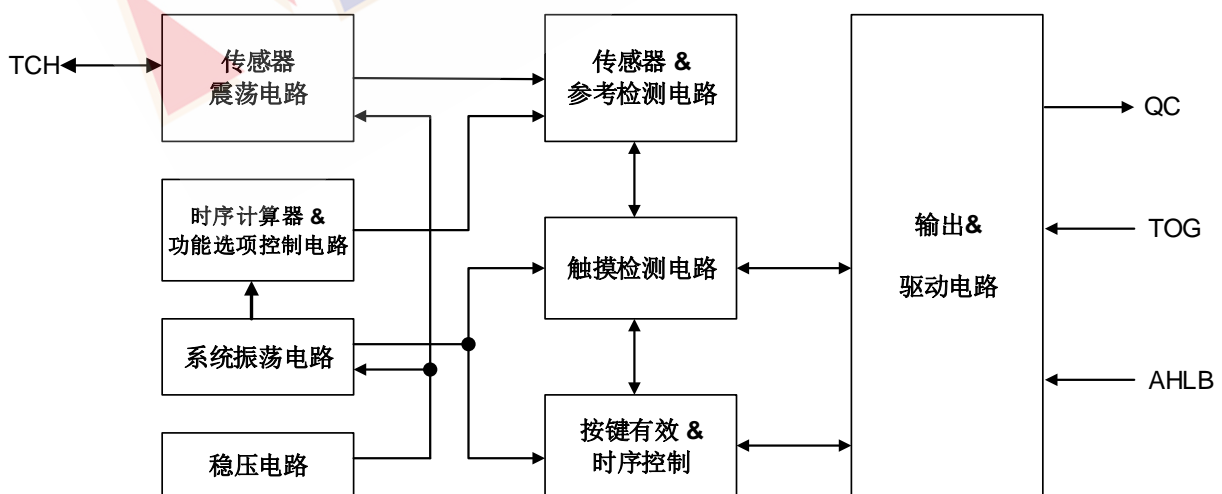 TCH
传感器
震荡电路
传感器 &
参考检测电路
时序计算器 &
功能选项控制电路
触摸检测电路
系统振荡电路
稳压电路
按键有效 &
时序控制
输出&
驱动电路
QC
TOG
AHLB